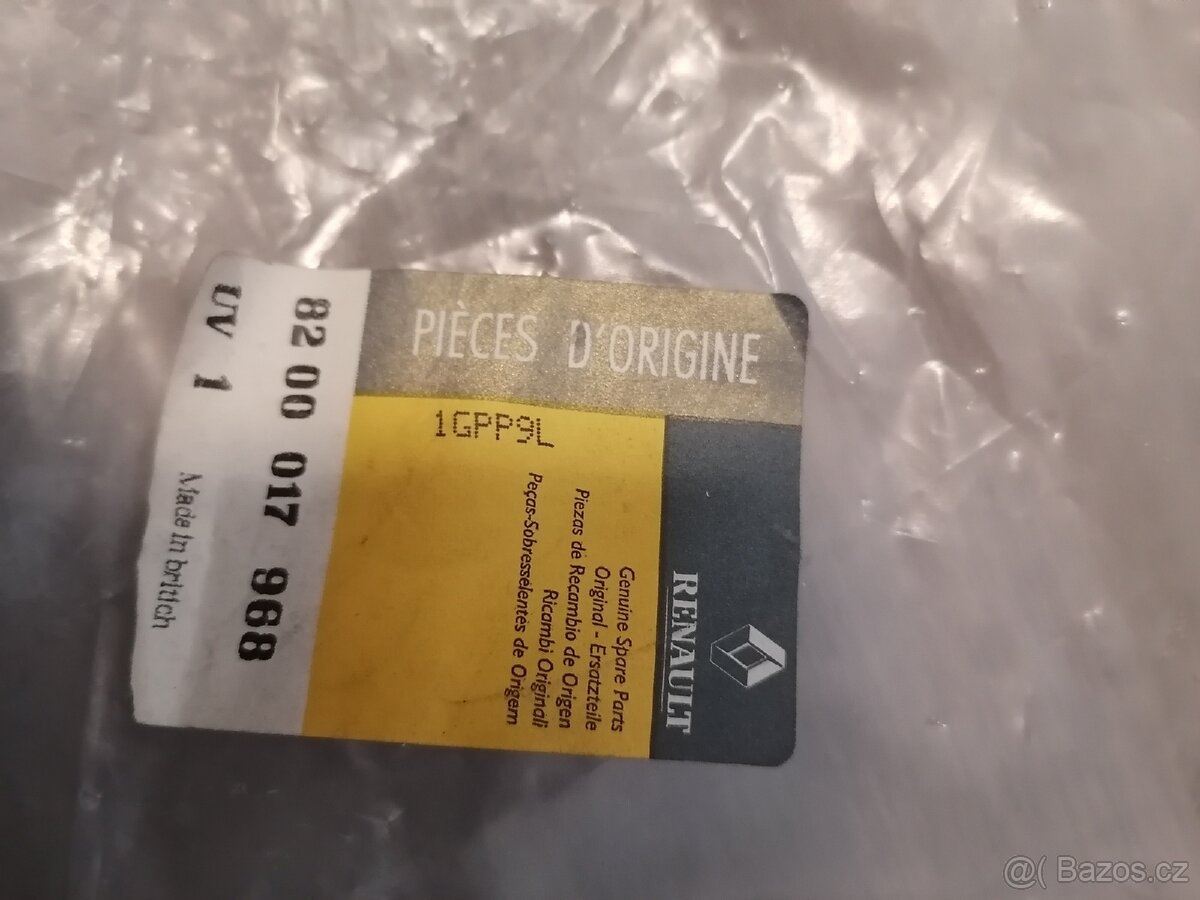 PIÈCES D'ORIGINE
RENAULT
Genuine Spare Parts
Original - Ersatzteile
Piezas de Reçambio de Origen
Ricambi Originali
Peças-Sobresselentes de Origem
1GPP9L
82 00 017 968
UV 1 Made in britich
@( Bazos.cz